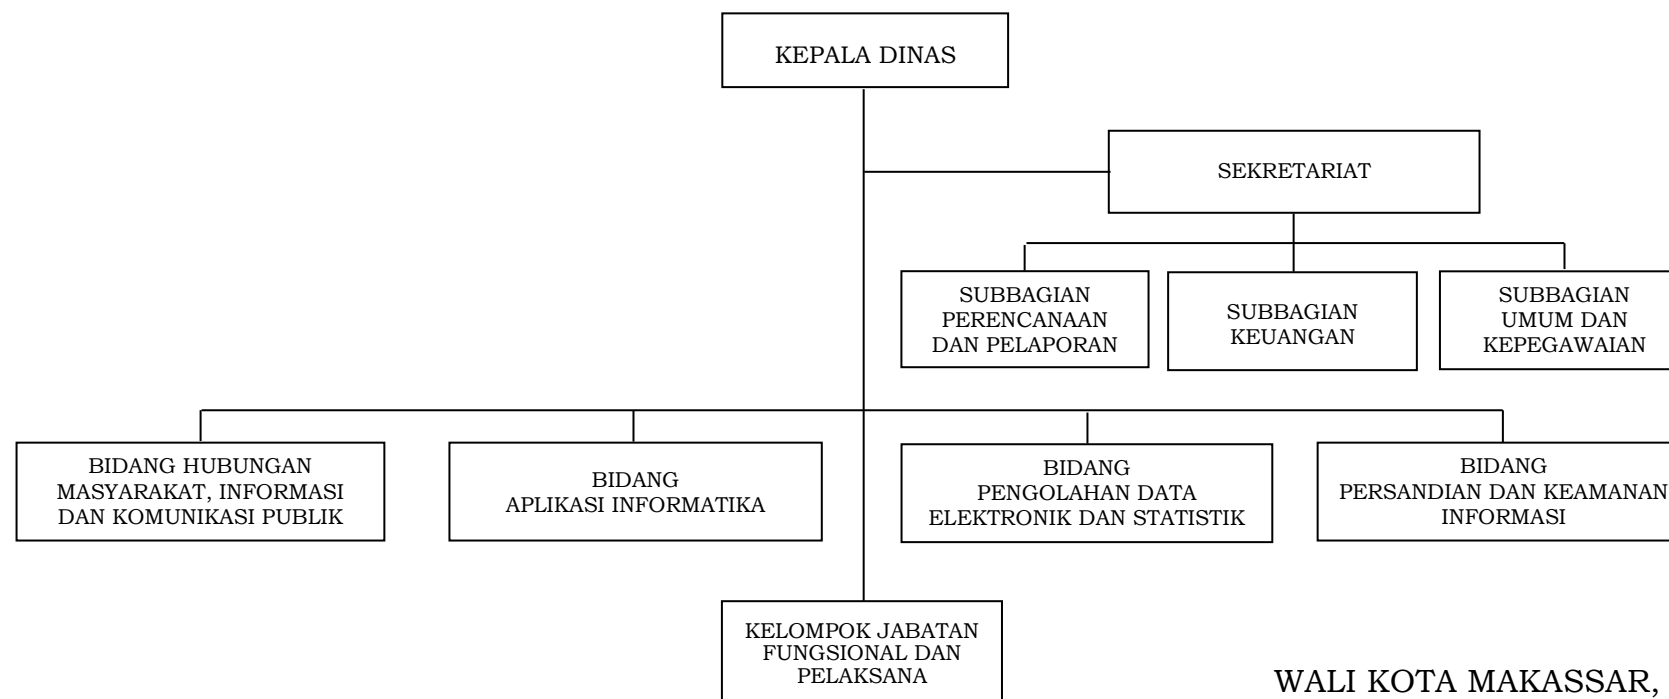 KEPALA DINAS
SEKRETARIAT
SUBBAGIAN
PERENCANAAN
DAN PELAPORAN
SUBBAGIAN
KEUANGAN
SUBBAGIAN
UMUM DAN
KEPEGAWAIAN
BIDANG HUBUNGAN
MASYARAKAT, INFORMASI
DAN KOMUNIKASI PUBLIK
BIDANG
APLIKASI INFORMATIKA
BIDANG
PENGOLAHAN DATA
ELEKTRONIK DAN STATISTIK
BIDANG
PERSANDIAN DAN KEAMANAN
INFORMASI
KELOMPOK JABATAN
FUNGSIONAL DAN
PELAKSANA
WALI KOTA MAKASSAR,